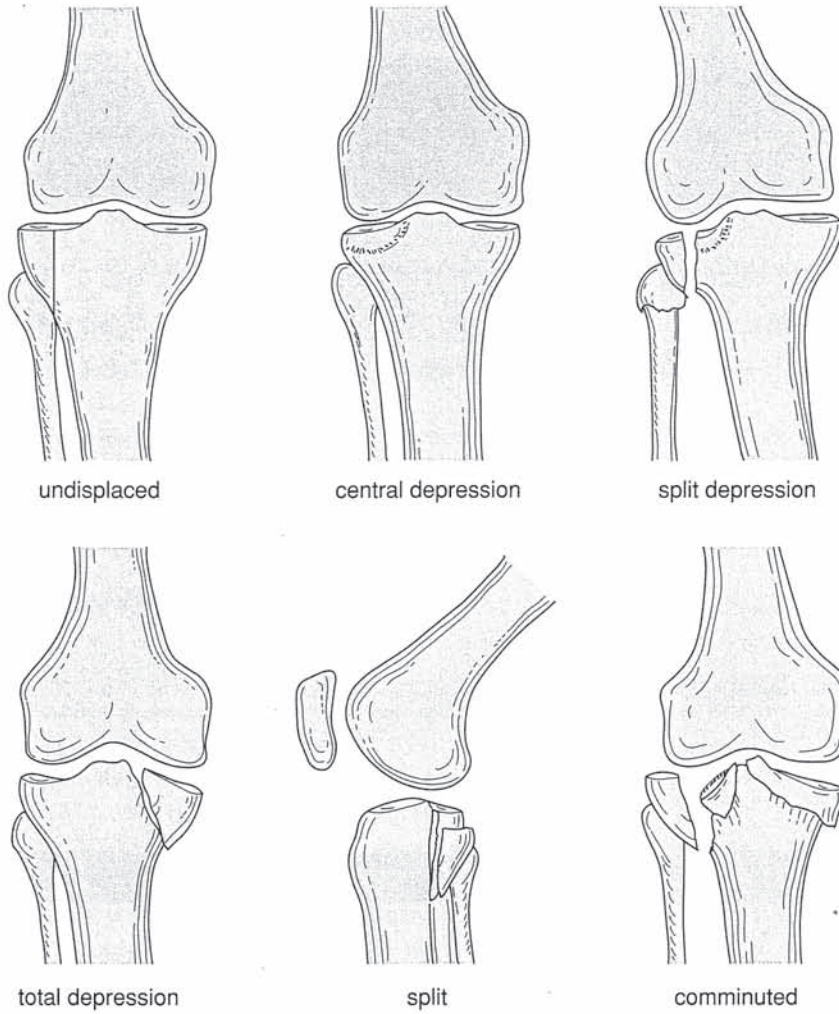 undisplaced
central depression
split depression
total depression
split
comminuted